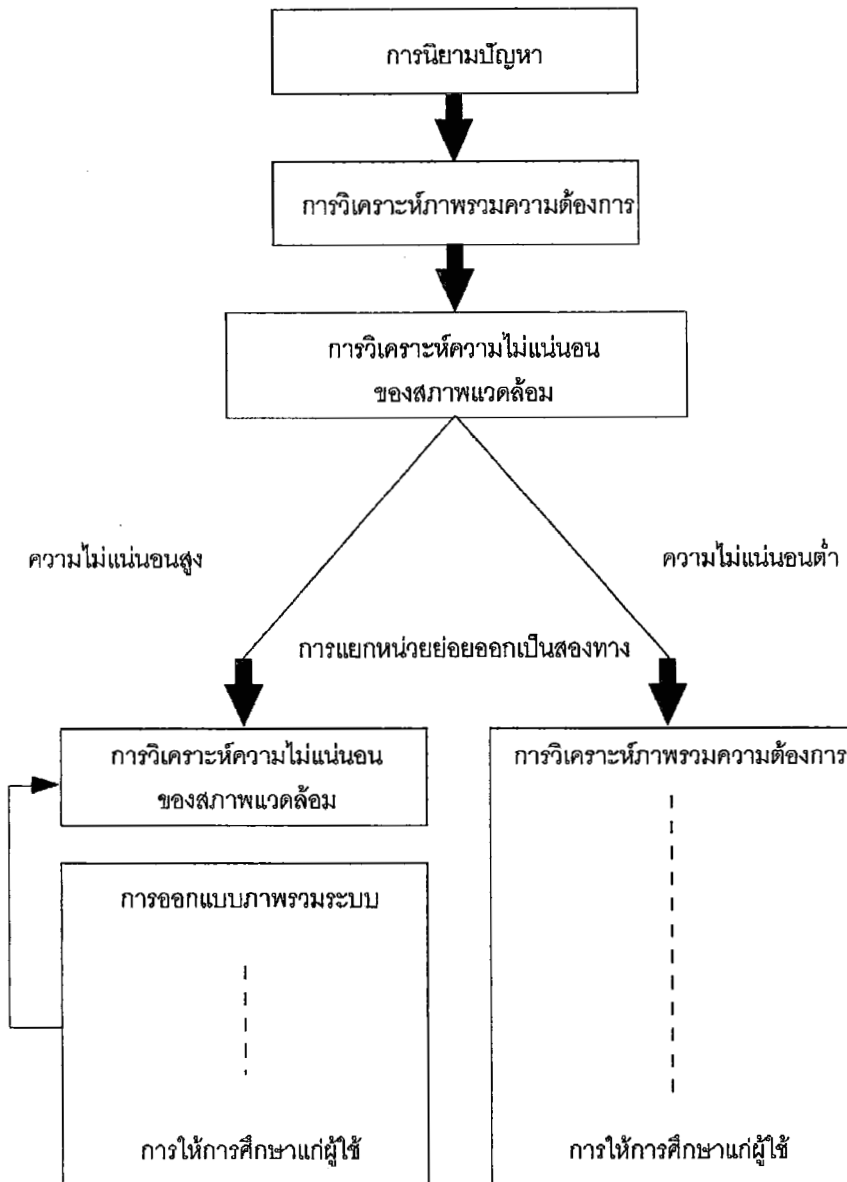 การนิยามปัญหา
การวิเคราะห์ภาพรวมความต้องการ
การวิเคราะห์ความไม่แน่นอน
ของสภาพแวดล้อม
ความไม่แน่นอนสูง
ความไม่แน่นอนต่ำ
การแยกหน่วยย่อยออกเป็นสองทาง
การวิเคราะห์ความไม่แน่นอน
ของสภาพแวดล้อม
การออกแบบภาพรวมระบบ
การให้การศึกษาแก่ผู้ใช้
การวิเคราะห์ภาพรวมความต้องการ
การให้การศึกษาแก่ผู้ใช้